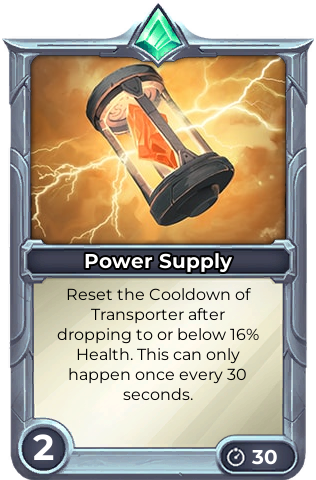 Power Supply
Reset the Cooldown of
Transporter after
dropping to or below 16%
Health. This can only
happen once every 30
seconds.
2
30